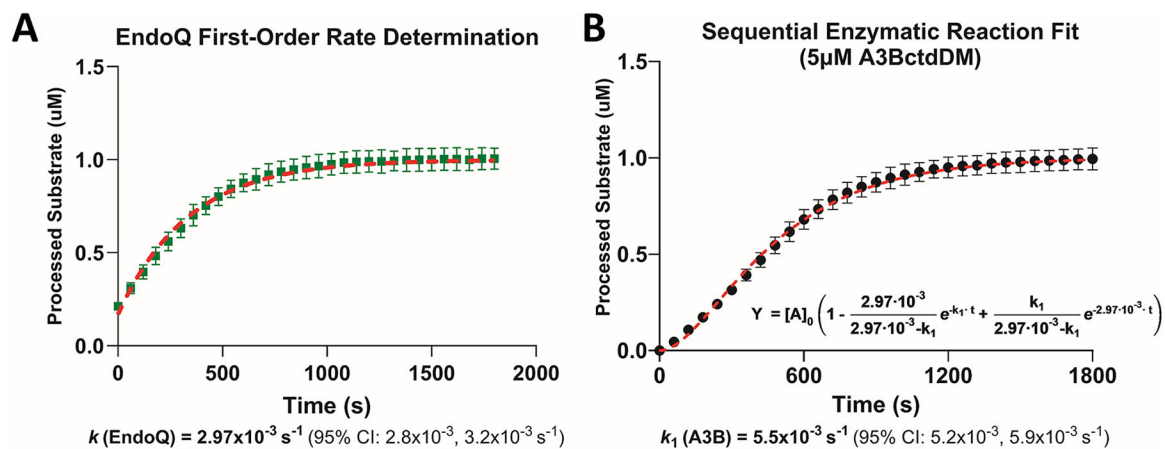 A
EndoQ First-Order Rate Determination
Processed Substrate (uM)
1.5
1.0
0.5
0.0
0 500 1000 1500 2000
Time (s)
k (EndoQ) = 2.97x10⁻³ s⁻¹ (95% CI: 2.8x10⁻³, 3.2x10⁻³ s⁻¹)
B
Sequential Enzymatic Reaction Fit
(5µM A3BctdDM)
Processed Substrate (uM)
1.5
1.0
0.5
0.0
Y = [A]₀ (1 - 2.97·10⁻³ / 2.97·10⁻³-k₁ e⁻ᵏ¹· ᵗ + k₁ / 2.97·10⁻³-k₁ e⁻²·⁹⁷·¹⁰⁻³· ᵗ)
0 600 1200 1800
Time (s)
k₁ (A3B) = 5.5x10⁻³ s⁻¹ (95% CI: 5.2x10⁻³, 5.9x10⁻³ s⁻¹)